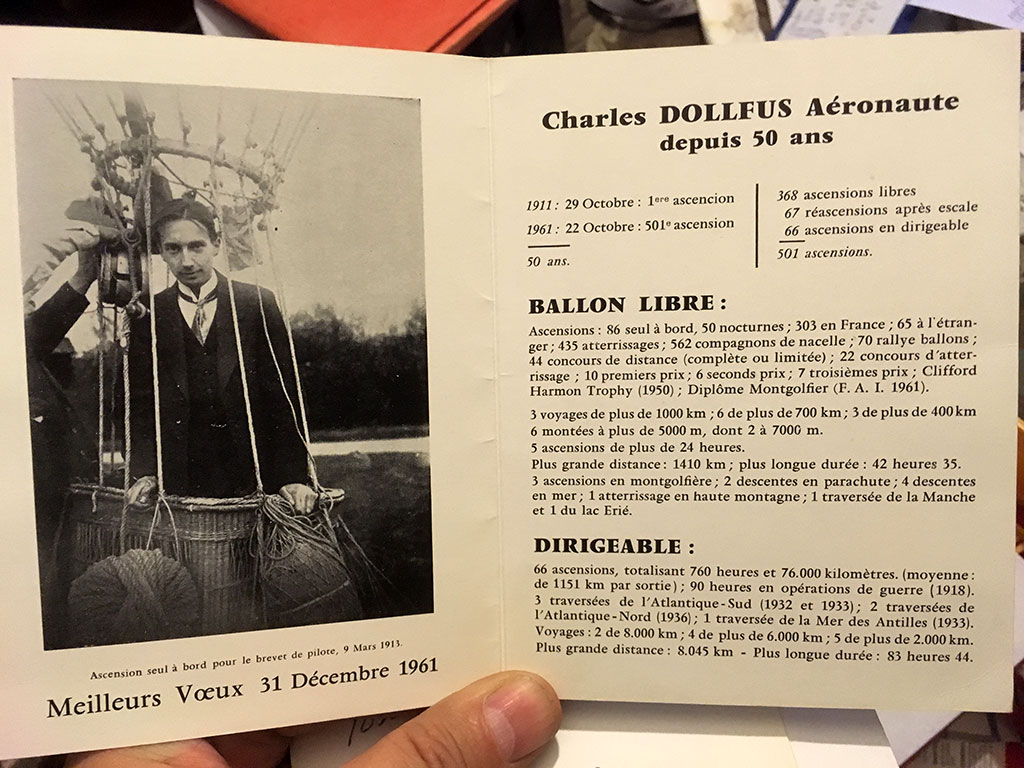 Ascension seul à bord pour le brevet de pilote, 9 Mars 1913.
Meilleurs Vœux 31 Décembre 1961
Charles DOLLFUS Aéronaute
depuis 50 ans
1911 : 29 Octobre : 1ere ascencion
1961 : 22 Octobre : 501e ascension
50 ans.
368 ascensions libres
67 réascensions après escale
66 ascensions en dirigeable
501 ascensions.
BALLON LIBRE :
Ascensions : 86 seul à bord, 50 nocturnes ; 303 en France ; 65 à l'étran-
ger ; 435 atterrissages ; 562 compagnons de nacelle ; 70 rallye ballons ;
44 concours de distance (complète ou limitée) ; 22 concours d'atter-
rissage ; 10 premiers prix ; 6 seconds prix ; 7 troisièmes prix ; Clifford
Harmon Trophy (1950) ; Diplôme Montgolfier (F. A. I. 1961).
3 voyages de plus de 1000 km ; 6 de plus de 700 km ; 3 de plus de 400 km
6 montées à plus de 5000 m, dont 2 à 7000 m.
5 ascensions de plus de 24 heures.
Plus grande distance : 1410 km ; plus longue durée : 42 heures 35.
3 ascensions en montgolfière ; 2 descentes en parachute ; 4 descentes
en mer ; 1 atterrissage en haute montagne ; 1 traversée de la Manche
et 1 du lac Erié.
DIRIGEABLE :
66 ascensions, totalisant 760 heures et 76.000 kilomètres. (moyenne :
de 1151 km par sortie) ; 90 heures en opérations de guerre (1918).
3 traversées de l'Atlantique-Sud (1932 et 1933) ; 2 traversées de
l'Atlantique-Nord (1936) ; 1 traversée de la Mer des Antilles (1933).
Voyages : 2 de 8.000 km ; 4 de plus de 6.000 km ; 5 de plus de 2.000 km.
Plus grande distance : 8.045 km - Plus longue durée : 83 heures 44.